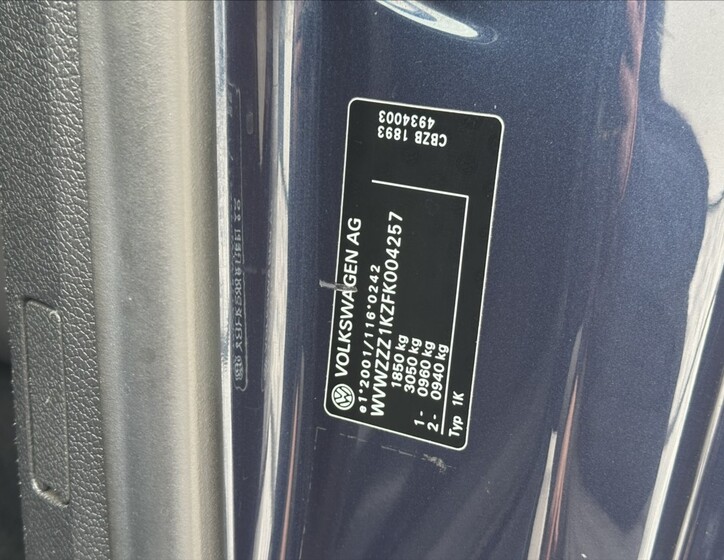 VOLKSWAGEN AG
e1*2001/116*0242
WVWZZZ1KZFK004257
1850 kg
3050 kg
1- 0960 kg
2- 0940 kg
Typ 1K
CBZB 1893
4934003